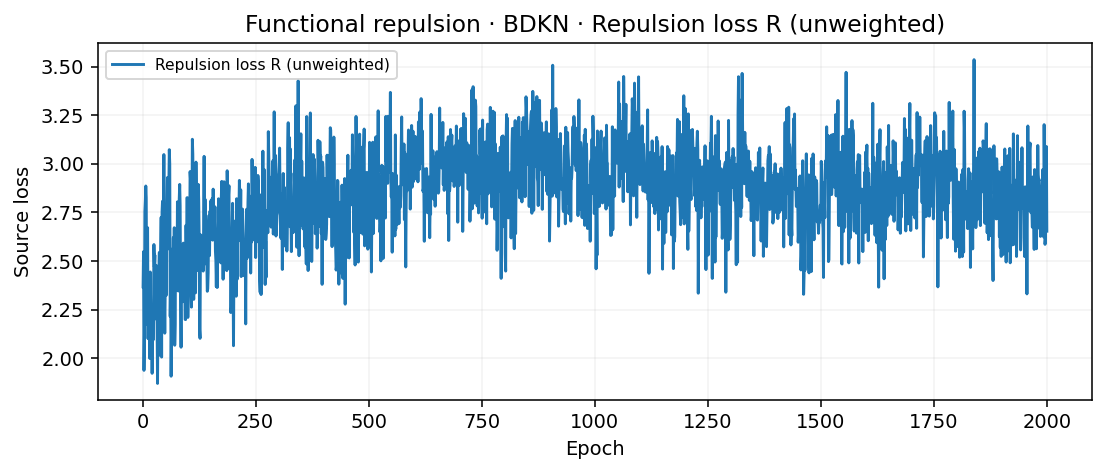 Functional repulsion · BDKN · Repulsion loss R (unweighted)
Repulsion loss R (unweighted)
Source loss
3.50
3.25
3.00
2.75
2.50
2.25
2.00
0 250 500 750 1000 1250 1500 1750 2000
Epoch